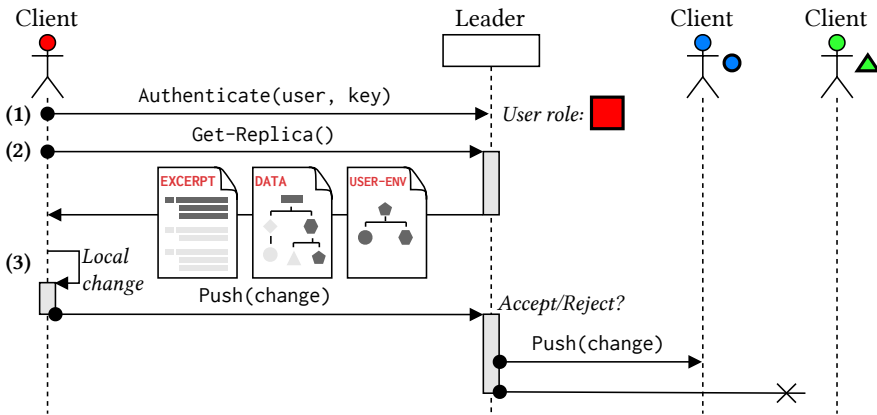 Client Leader Client Client
(1) Authenticate(user, key) User role:
(2) Get-Replica()
EXCERPT DATA USER-ENV
(3) Local
change
Push(change) Accept/Reject?
Push(change)